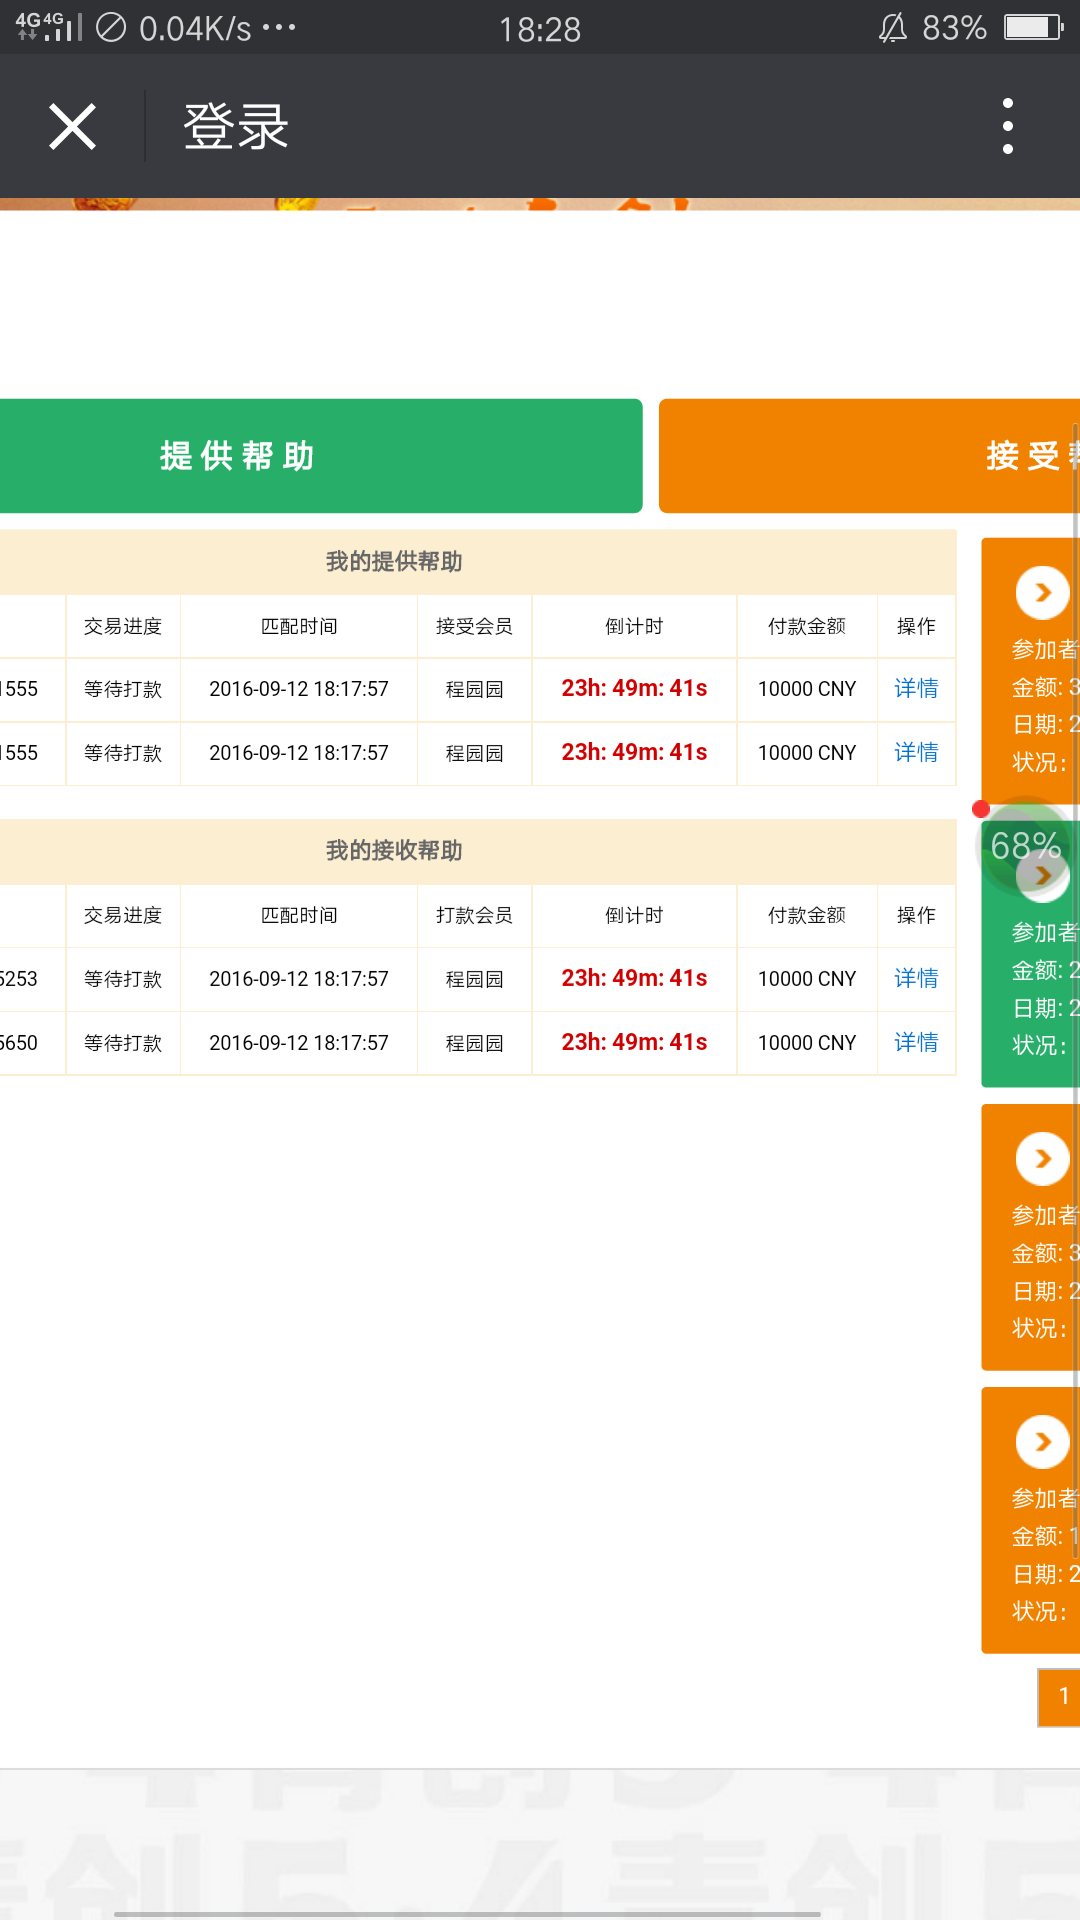 4G 4G 0.04K/s ··· 18:28 83%
登录
提供帮助 接受
我的提供帮助
交易进度 匹配时间 接受会员 倒计时 付款金额 操作
1555 等待打款 2016-09-12 18:17:57 程园园 23h: 49m: 41s 10000 CNY 详情
1555 等待打款 2016-09-12 18:17:57 程园园 23h: 49m: 41s 10000 CNY 详情
我的接收帮助
交易进度 匹配时间 打款会员 倒计时 付款金额 操作
5253 等待打款 2016-09-12 18:17:57 程园园 23h: 49m: 41s 10000 CNY 详情
5650 等待打款 2016-09-12 18:17:57 程园园 23h: 49m: 41s 10000 CNY 详情
参加者
金额: 3
日期: 2
状况:
68%
参加者
金额: 2
日期: 2
状况:
参加者
金额: 3
日期: 2
状况:
参加者
金额: 1
日期: 2
状况:
1
青创5·4青创5